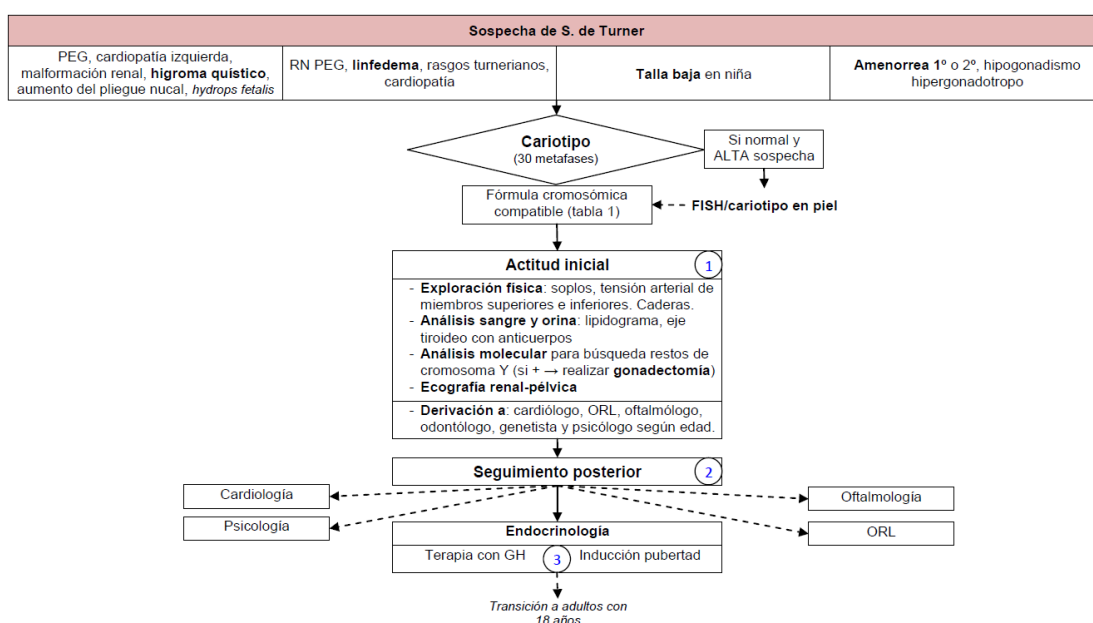 Sospecha de S. de Turner
PEG, cardiopatía izquierda,
malformación renal, higroma quístico,
aumento del pliegue nucal, hydrops fetalis
RN PEG, linfedema, rasgos turnerianos,
cardiopatía
Talla baja en niña
Amenorrea 1º o 2º, hipogonadismo
hipergonadotropo
Cariotipo
(30 metafases)
Si normal y
ALTA sospecha
Fórmula cromosómica
compatible (tabla 1)
FISH/cariotipo en piel
Actitud inicial
1
- Exploración física: soplos, tensión arterial de
miembros superiores e inferiores. Caderas.
- Análisis sangre y orina: lipidograma, eje
tiroideo con anticuerpos
- Análisis molecular para búsqueda restos de
cromosoma Y (si + → realizar gonadectomía)
- Ecografía renal-pélvica
- Derivación a: cardiólogo, ORL, oftalmólogo,
odontólogo, genetista y psicólogo según edad.
Seguimiento posterior
2
Cardiología
Oftalmología
Psicología
ORL
Endocrinología
Terapia con GH
3
Inducción pubertad
Transición a adultos con
18 años